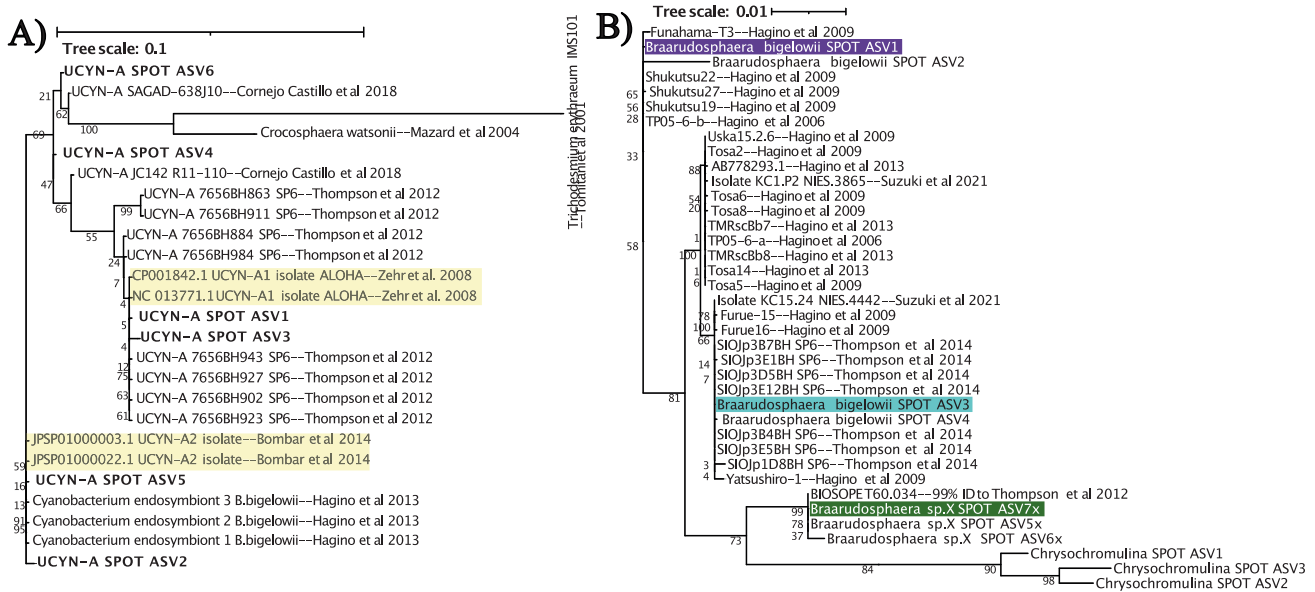 A)
Tree scale: 0.1
UCYN-A SPOT ASV6
21
UCYN-A SAGAD-638J10--Cornejo Castillo et al 2018
62
100
Trichodesmium erythraeum IMS101
--Tomitani et al 2001
Crocosphaera watsonii--Mazard et al 2004
69
UCYN-A SPOT ASV4
47
UCYN-A JC142 R11-110--Cornejo Castillo et al 2018
66
UCYN-A 7656BH863 SP6--Thompson et al 2012
99
UCYN-A 7656BH911 SP6--Thompson et al 2012
55
UCYN-A 7656BH884 SP6--Thompson et al 2012
UCYN-A 7656BH984 SP6--Thompson et al 2012
24
CP001842.1 UCYN-A1 isolate ALOHA--Zehr et al. 2008
7
NC 013771.1 UCYN-A1 isolate ALOHA--Zehr et al. 2008
4
UCYN-A SPOT ASV1
5
UCYN-A SPOT ASV3
4
UCYN-A 7656BH943 SP6--Thompson et al 2012
12
75
UCYN-A 7656BH927 SP6--Thompson et al 2012
63
UCYN-A 7656BH902 SP6--Thompson et al 2012
61
UCYN-A 7656BH923 SP6--Thompson et al 2012
JPSP01000003.1 UCYN-A2 isolate--Bombar et al 2014
59
JPSP01000022.1 UCYN-A2 isolate--Bombar et al 2014
16
UCYN-A SPOT ASV5
13
Cyanobacterium endosymbiont 3 B.bigelowii--Hagino et al 2013
91
Cyanobacterium endosymbiont 2 B.bigelowii--Hagino et al 2013
95
Cyanobacterium endosymbiont 1 B.bigelowii--Hagino et al 2013
UCYN-A SPOT ASV2
B)
Tree scale: 0.01
Funahama-T3--Hagino et al 2009
Braarudosphaera bigelowii SPOT ASV1
Braarudosphaera bigelowii SPOT ASV2
Shukutsu22--Hagino et al 2009
65
Shukutsu27--Hagino et al 2009
56
Shukutsu19--Hagino et al 2009
28
TP05-6-b--Hagino et al 2006
Uska15.2.6--Hagino et al 2009
33
Tosa2--Hagino et al 2009
88
AB778293.1--Hagino et al 2013
Isolate KC1.P2 NIES.3865--Suzuki et al 2021
54
Tosa6--Hagino et al 2009
20
Tosa8--Hagino et al 2009
TMRscBb7--Hagino et al 2013
1
TP05-6-a--Hagino et al 2006
58
100
TMRscBb8--Hagino et al 2013
1
Tosa14--Hagino et al 2013
6
Tosa5--Hagino et al 2009
Isolate KC15.24 NIES.4442--Suzuki et al 2021
78
Furue-15--Hagino et al 2009
100
Furue16--Hagino et al 2009
66
SIOJp3B7BH SP6--Thompson et al 2014
14
SIOJp3E1BH SP6--Thompson et al 2014
7
SIOJp3D5BH SP6--Thompson et al 2014
SIOJp3E12BH SP6--Thompson et al 2014
81
Braarudosphaera bigelowii SPOT ASV3
Braarudosphaera bigelowii SPOT ASV4
SIOJp3B4BH SP6--Thompson et al 2014
SIOJp3E5BH SP6--Thompson et al 2014
3
SIOJp1D8BH SP6--Thompson et al 2014
4
Yatsushiro-1--Hagino et al 2009
BIOSOPET60.034--99% ID to Thompson et al 2012
99
Braarudosphaera sp.X SPOT ASV7x
78
Braarudosphaera sp.X SPOT ASV5x
37
Braarudosphaera sp.X SPOT ASV6x
73
Chrysochromulina SPOT ASV1
84
90
Chrysochromulina SPOT ASV3
98
Chrysochromulina SPOT ASV2